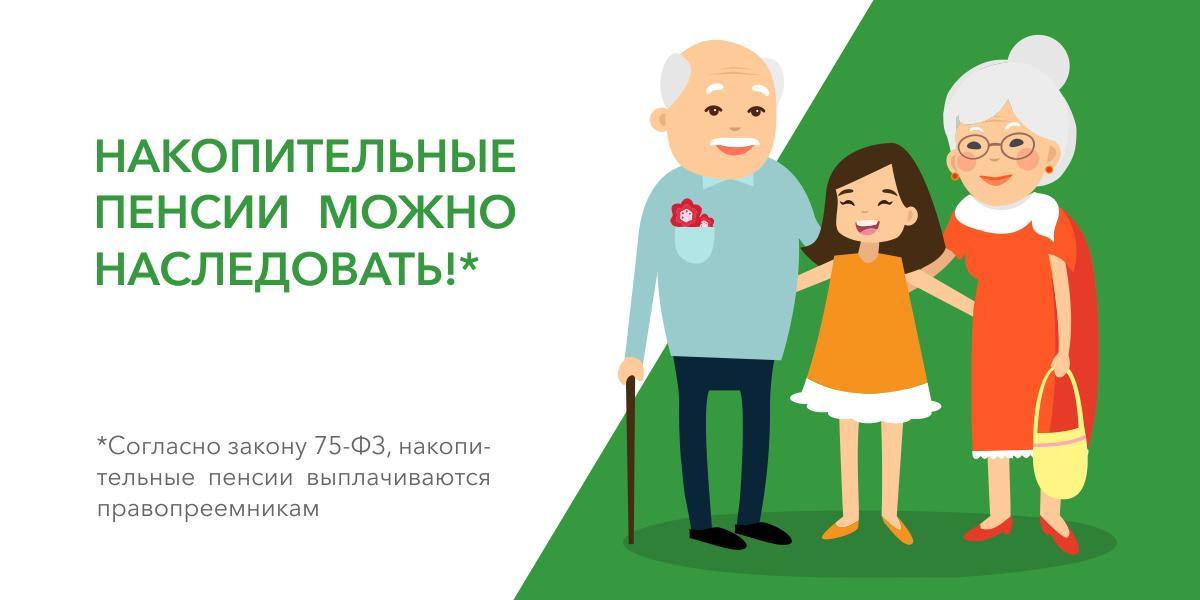 НАКОПИТЕЛЬНЫЕ
ПЕНСИИ МОЖНО
НАСЛЕДОВАТЬ!*
*Согласно закону 75-ФЗ, накопи-
тельные пенсии выплачиваются
правопреемникам